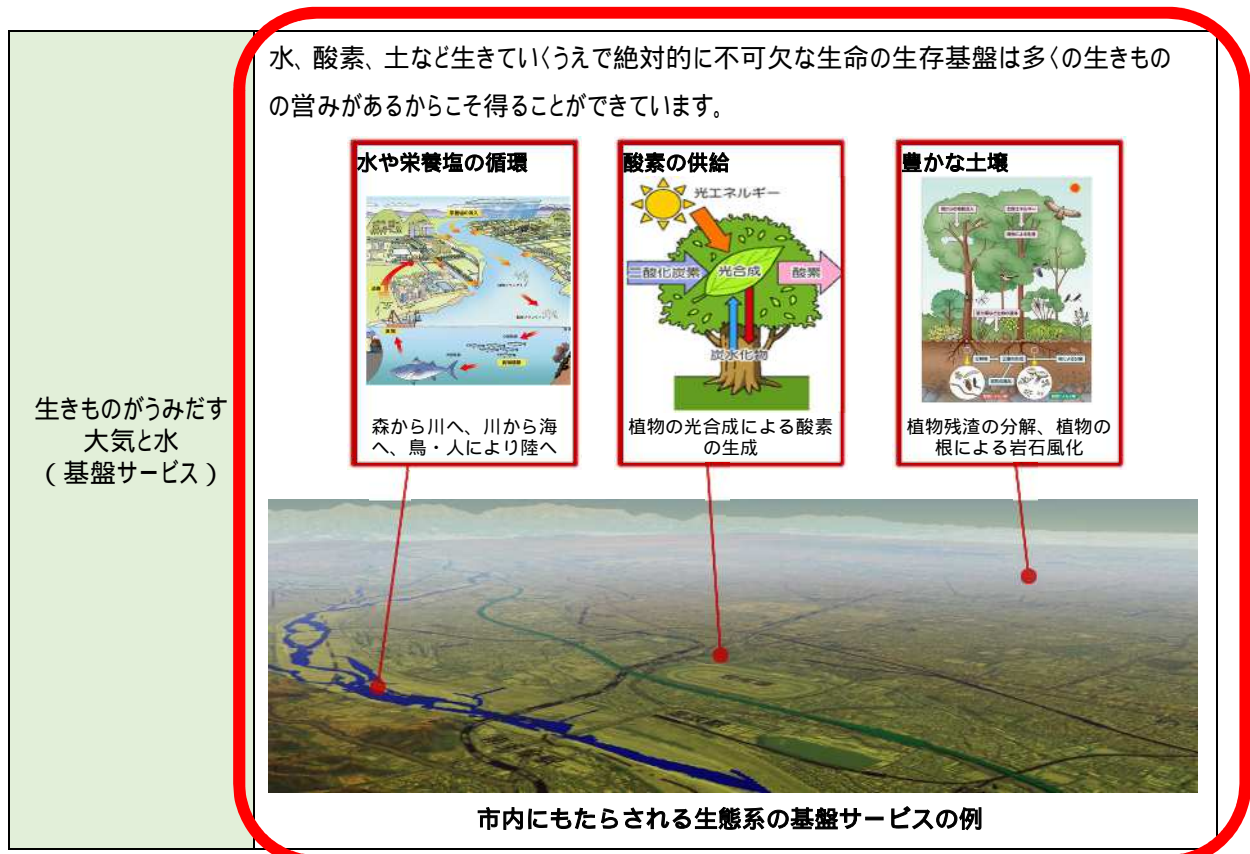 水、酸素、土など生きていくうえで絶対的に不可欠な生命の生存基盤は多くの生きもの
の営みがあるからこそ得ることができています。
生きものがうみだす
大気と水
(基盤サービス)
水や栄養塩の循環
森から川へ、川から海
へ、鳥・人により陸へ
酸素の供給
光エネルギー
二酸化炭素
光合成
酸素
炭水化物
植物の光合成による酸素
の生成
豊かな土壌
植物残渣の分解、植物の
根による岩石風化
市内にもたらされる生態系の基盤サービスの例